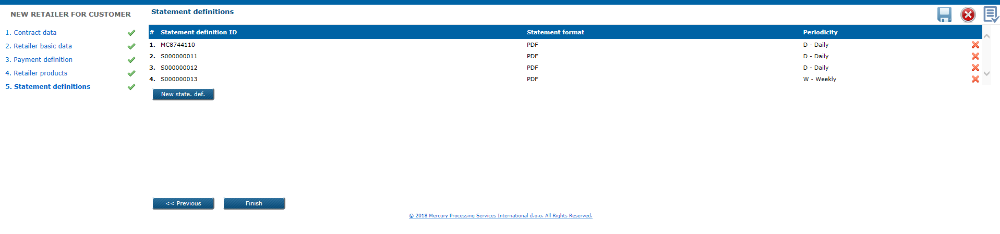 NEW RETAILER FOR CUSTOMER
1. Contract data
2. Retailer basic data
3. Payment definition
4. Retailer products
5. Statement definitions
Statement definitions
# Statement definition ID Statement format Periodicity
1. MC8744110 PDF D - Daily
2. S000000011 PDF D - Daily
3. S000000012 PDF D - Daily
4. S000000013 PDF W - Weekly
New state. def.
<< Previous Finish
© 2018 Mercury Processing Services International d.o.o. All Rights Reserved.